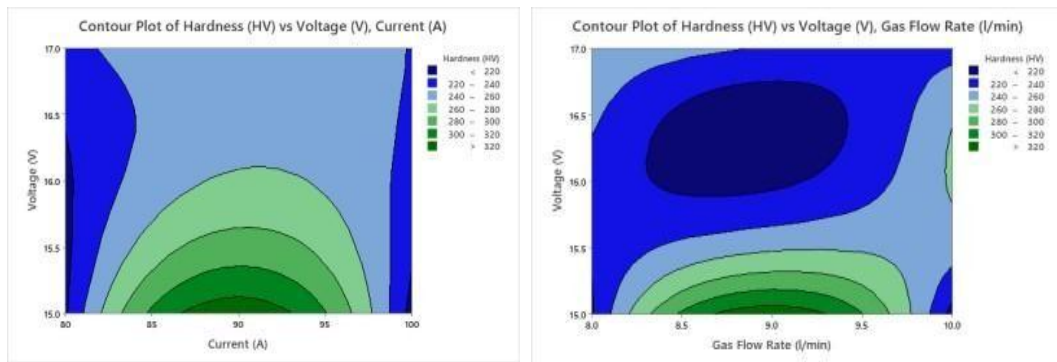 Contour Plot of Hardness (HV) vs Voltage (V), Current (A)
17.0
16.5
16.0
15.5
15.0
Voltage (V)
80
85
90
95
100
Current (A)
Hardness (HV)
< 220
220 – 240
240 – 260
260 – 280
280 – 300
300 – 320
> 320
Contour Plot of Hardness (HV) vs Voltage (V), Gas Flow Rate (l/min)
17.0
16.5
16.0
15.5
15.0
Voltage (V)
8.0
8.5
9.0
9.5
10.0
Gas Flow Rate (l/min)
Hardness (HV)
< 220
220 – 240
240 – 260
260 – 280
280 – 300
300 – 320
> 320